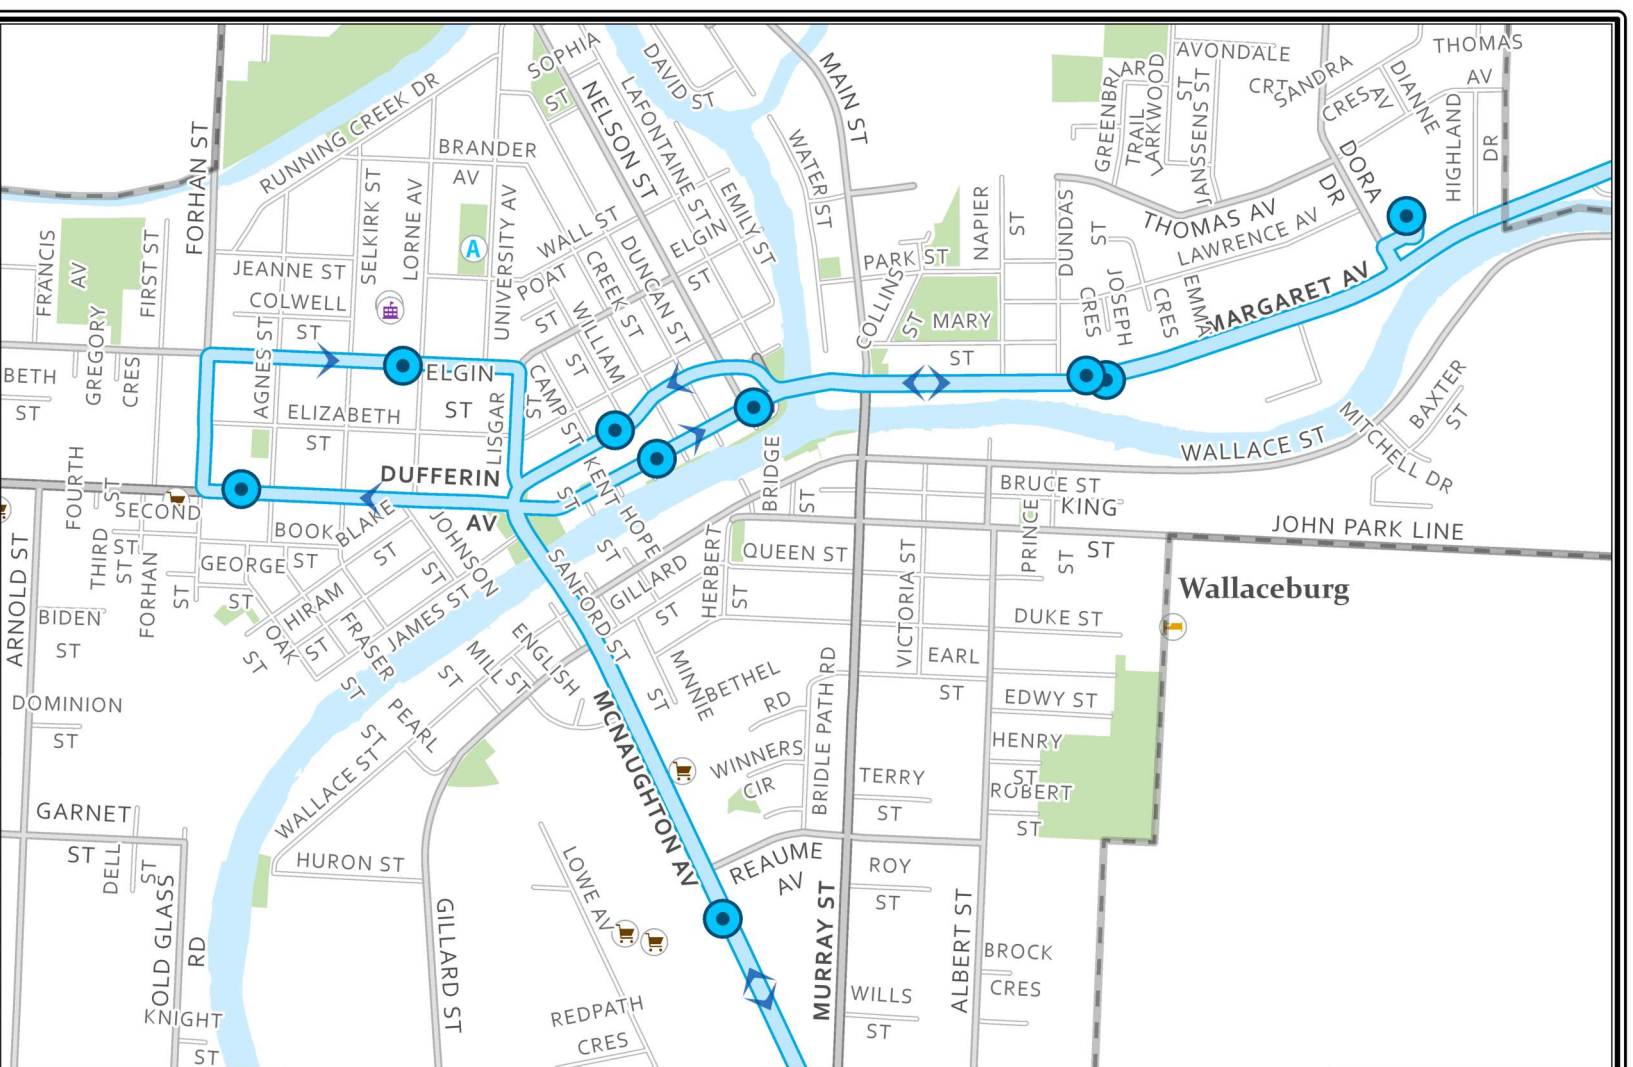 SOPHIA
ST
DAVID
ST
MAIN ST
AVONDALE
CRT
SANDRA
CRES
DIANNE
AV
THOMAS
AV
GREENBRIAR
TRAIL
LARKWOOD
ST
JANSSENS ST
HIGHLAND
DR
RUNNING CREEK DR
FORHAN ST
NELSON ST
LAFONTAINE ST
BRANDER
AV
WATER ST
EMILY ST
DORA
DR
SELKIRK ST
LORNE AV
UNIVERSITY AV
WALL ST
ELGIN
ST
NAPIER
ST
DUNDAS
ST
THOMAS AV
LAWRENCE AV
FRANCIS
AV
FIRST ST
A
JEANNE ST
COLWELL
ST
POAT
ST
CREEK ST
DUNCAN ST
PARK ST
COLLINS
ST
MARY
ST
CRES
JOSEPH
CRES
EMMA
MARGARET AV
GREGORY
CRES
AGNES ST
WILLIAM
ST
BETH
ST
ELGIN
ST
ELIZABETH
ST
LISGAR
ST
CAMP ST
BAXTER
ST
MITCHELL DR
WALLACE ST
DUFFERIN
AV
BRIDGE
ST
FOURTH
ST
SECOND
ST
THIRD
ST
KENT
ST
HOPE
ST
BRUCE ST
KING
ST
PRINCE
ST
JOHN PARK LINE
BOOK
ST
BLAKE
ST
JOHNSON
ST
GEORGE
ST
FORHAN
ST
ARNOLD ST
SANFORD ST
GILLARD
ST
HERBERT
ST
QUEEN ST
VICTORIA ST
Wallaceburg
BIDEN
ST
HIRAM
ST
OAK
ST
FRASER
ST
JAMES ST
DUKE ST
MILL
ST
ENGLISH
ST
MINNIE
ST
BETHEL
RD
EARL
ST
EDWY ST
DOMINION
ST
PEARL
ST
WALLACE ST
MCNAUGHTON AV
WINNERS
CIR
BRIDLE PATH RD
HENRY
ST
TERRY
ST
ROBERT
ST
GARNET
ST
DELL
ST
HURON ST
LOWE AV
REAUME
AV
ROY
ST
OLD GLASS
RD
GILLARD ST
MURRAY ST
ALBERT ST
BROCK
CRES
WILLS
ST
KNIGHT
ST
REDPATH
CRES